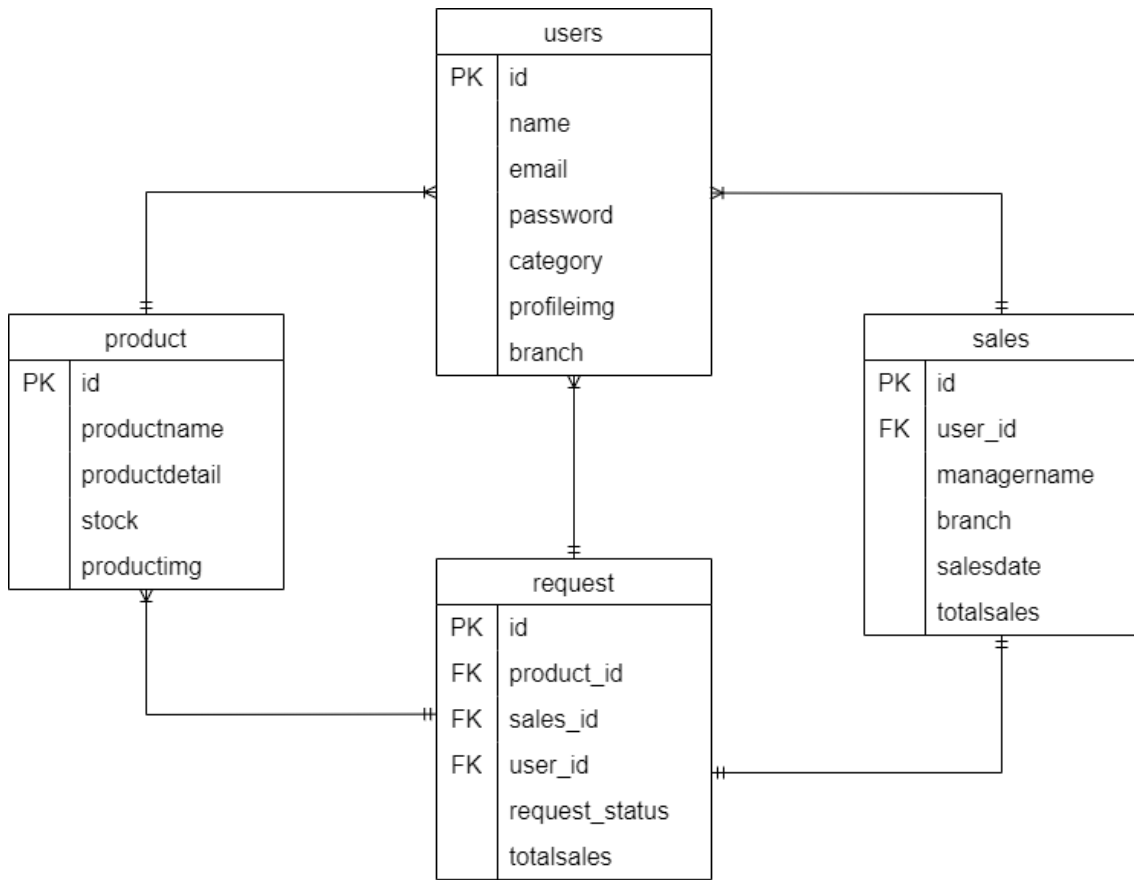 users
PK id
name
email
password
category
profileimg
branch
product
PK id
productname
productdetail
stock
productimg
sales
PK id
FK user_id
managername
branch
salesdate
totalsales
request
PK id
FK product_id
FK sales_id
FK user_id
request_status
totalsales